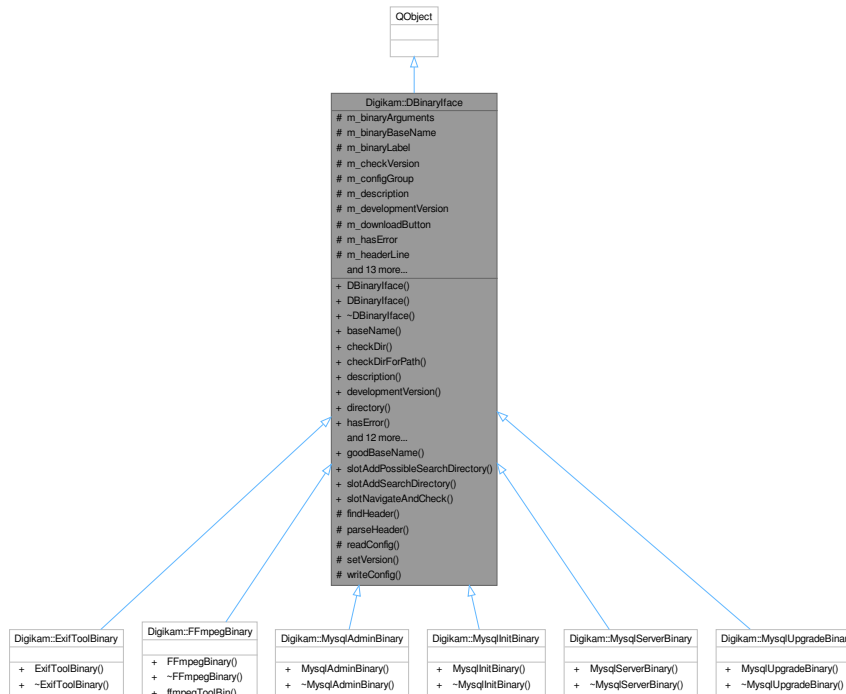 QObject
Digikam::DBinaryIface
# m_binaryArguments
# m_binaryBaseName
# m_binaryLabel
# m_checkVersion
# m_configGroup
# m_description
# m_developmentVersion
# m_downloadButton
# m_hasError
# m_headerLine
and 13 more...
+ DBinaryIface()
+ DBinaryIface()
+ ~DBinaryIface()
+ baseName()
+ checkDir()
+ checkDirForPath()
+ description()
+ developmentVersion()
+ directory()
+ hasError()
and 12 more...
+ goodBaseName()
+ slotAddPossibleSearchDirectory()
+ slotAddSearchDirectory()
+ slotNavigateAndCheck()
# findHeader()
# parseHeader()
# readConfig()
# setVersion()
# writeConfig()
Digikam::ExifToolBinary
+ ExifToolBinary()
+ ~ExifToolBinary()
Digikam::FFmpegBinary
+ FFmpegBinary()
+ ~FFmpegBinary()
+ ffmpegToolBin()
Digikam::MysqlAdminBinary
+ MysqlAdminBinary()
+ ~MysqlAdminBinary()
Digikam::MysqlInitBinary
+ MysqlInitBinary()
+ ~MysqlInitBinary()
Digikam::MysqlServerBinary
+ MysqlServerBinary()
+ ~MysqlServerBinary()
Digikam::MysqlUpgradeBinar
+ MysqlUpgradeBinary()
+ ~MysqlUpgradeBinary()